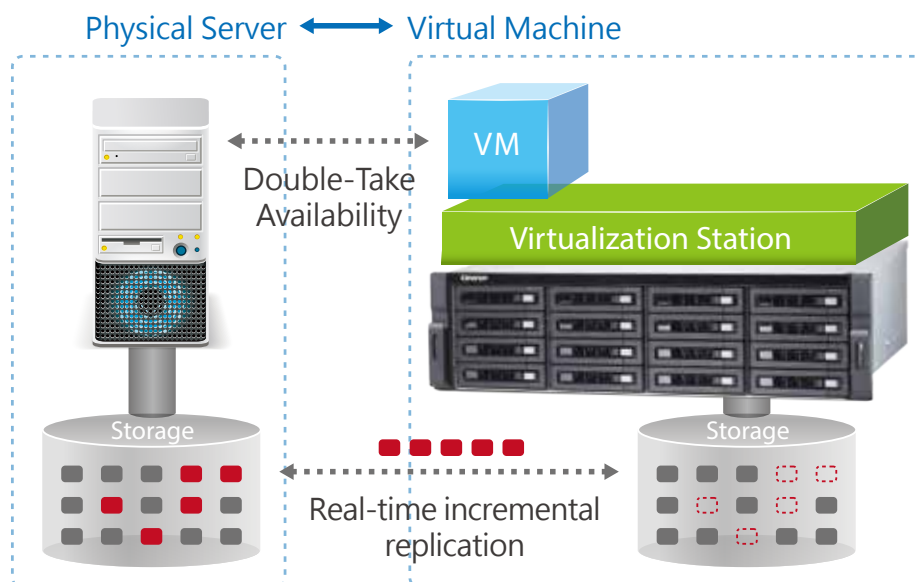 Physical Server
Virtual Machine
VM
Double-Take
Availability
Virtualization Station
Storage
Storage
Real-time incremental
replication